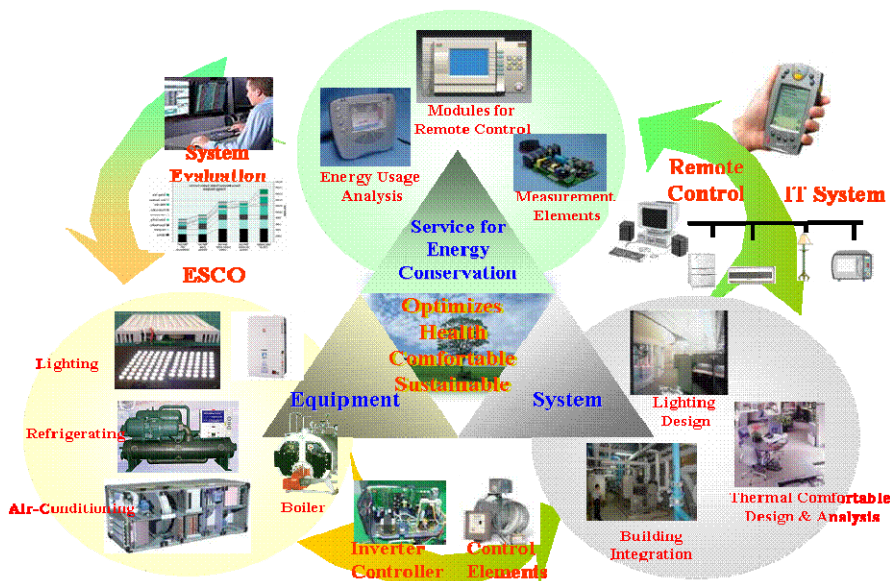 Modules for
Remote Control
Energy Usage
Analysis
Measurement
Elements
System
Evaluation
ESCO
Remote
Control
IT System
Service for
Energy
Conservation
Optimizes
Health
Comfortable
Sustainable
Equipment
System
Lighting
Refrigerating
Air-Conditioning
Boiler
Lighting
Design
Thermal Comfortable
Design & Analysis
Building
Integration
Inverter
Controller
Control
Elements